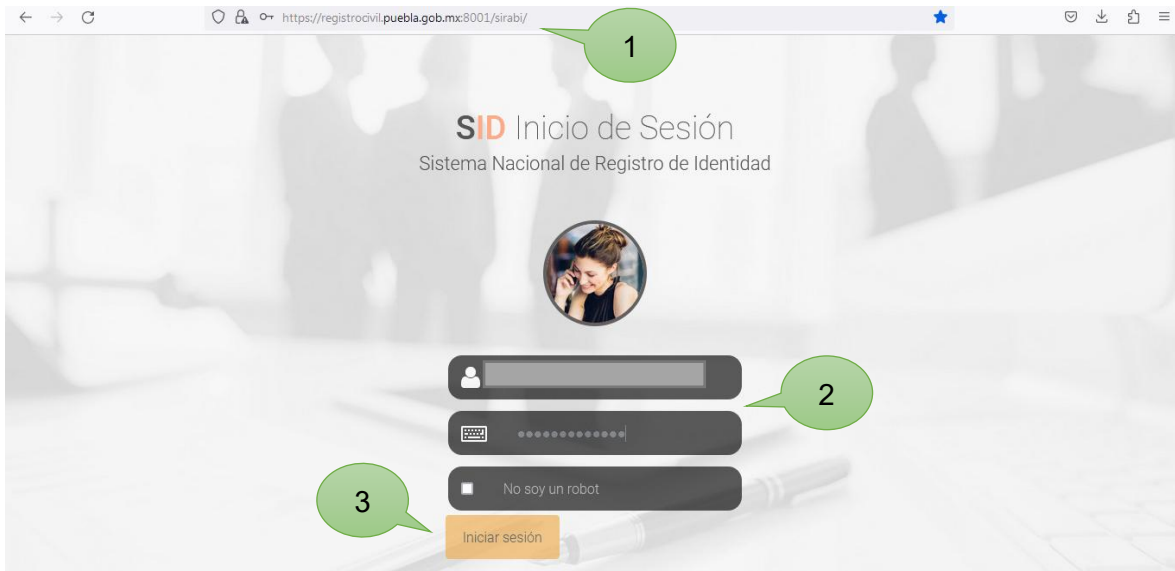 https://registrocivil.puebla.gob.mx:8001/sirabi/
1
SID Inicio de Sesión
Sistema Nacional de Registro de Identidad
2
No soy un robot
3
Iniciar sesión